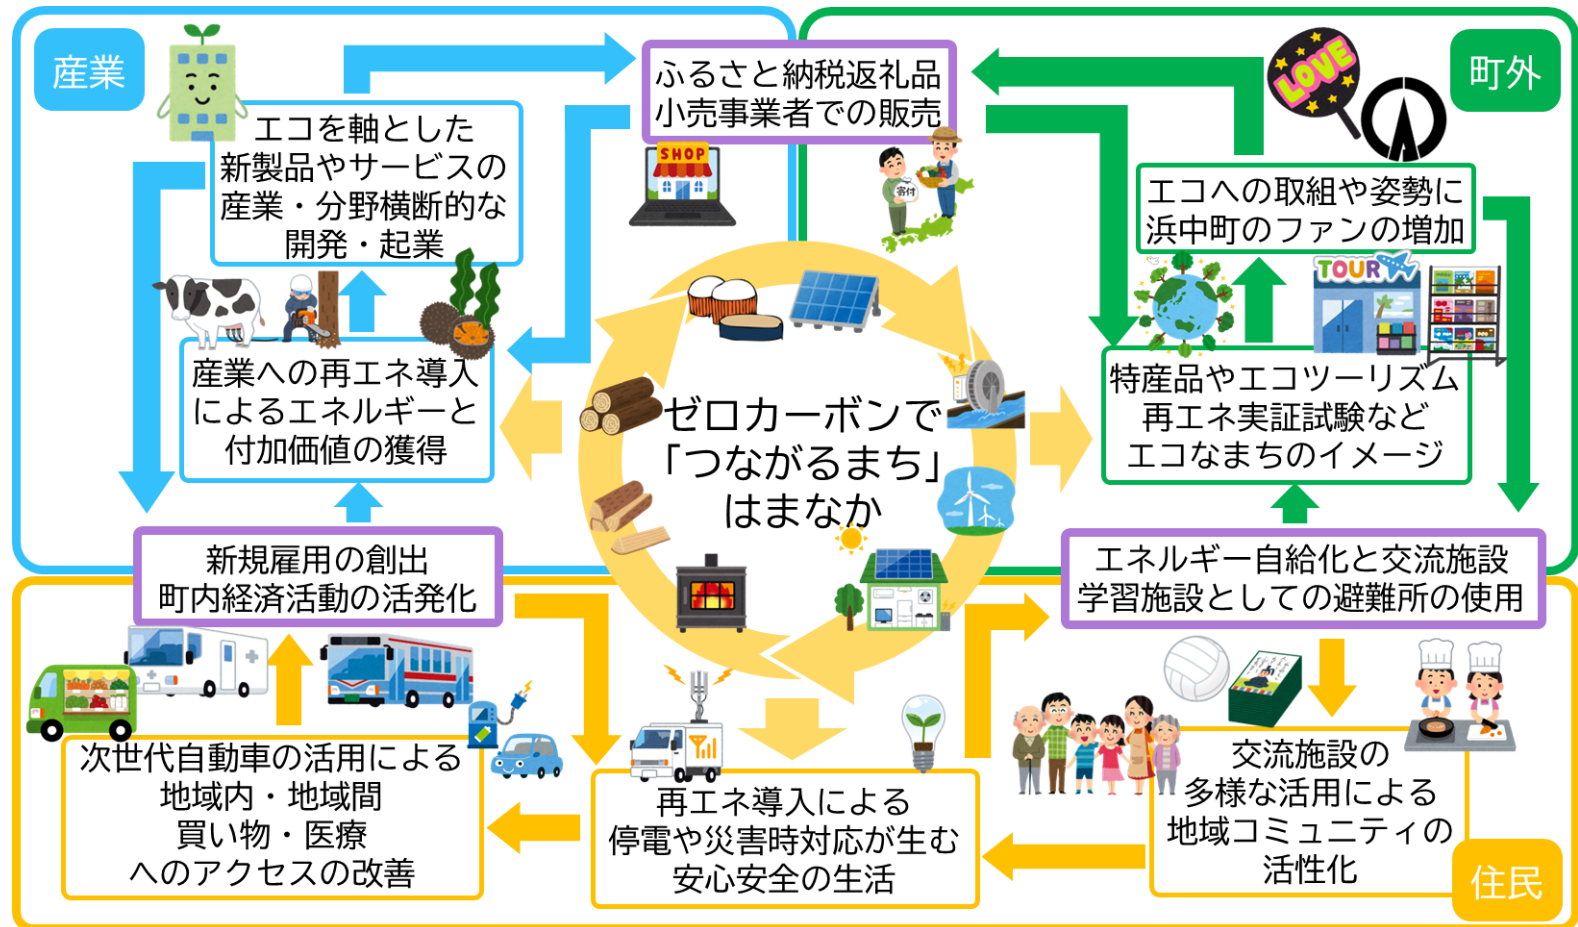 産業
町外
ふるさと納税返礼品
小売事業者での販売
SHOP
寄付
LOVE
エコを軸とした
新製品やサービスの
産業・分野横断的な
開発・起業
エコへの取組や姿勢に
浜中町のファンの増加
TOUR
産業への再エネ導入
によるエネルギーと
付加価値の獲得
ゼロカーボンで
「つながるまち」
はまなか
特産品やエコツーリズム
再エネ実証試験など
エコなまちのイメージ
新規雇用の創出
町内経済活動の活発化
エネルギー自給化と交流施設
学習施設としての避難所の使用
次世代自動車の活用による
地域内・地域間
買い物・医療
へのアクセスの改善
再エネ導入による
停電や災害時対応が生む
安心安全の生活
交流施設の
多様な活用による
地域コミュニティの
活性化
住民